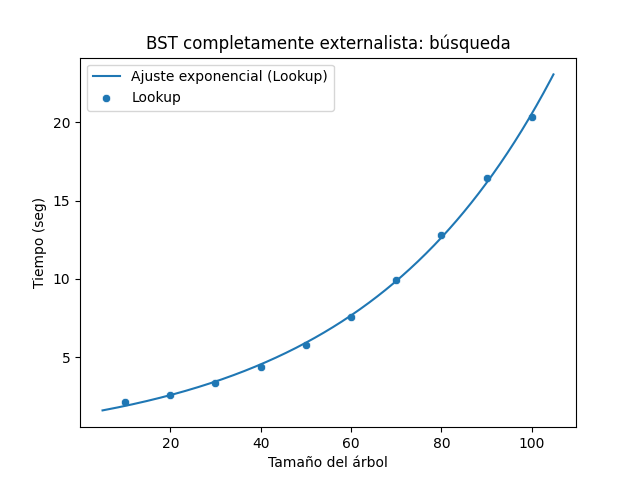 BST completamente externalista: búsqueda
Ajuste exponencial (Lookup)
Lookup
Tiempo (seg)
20
15
10
5
20
40
60
80
100
Tamaño del árbol